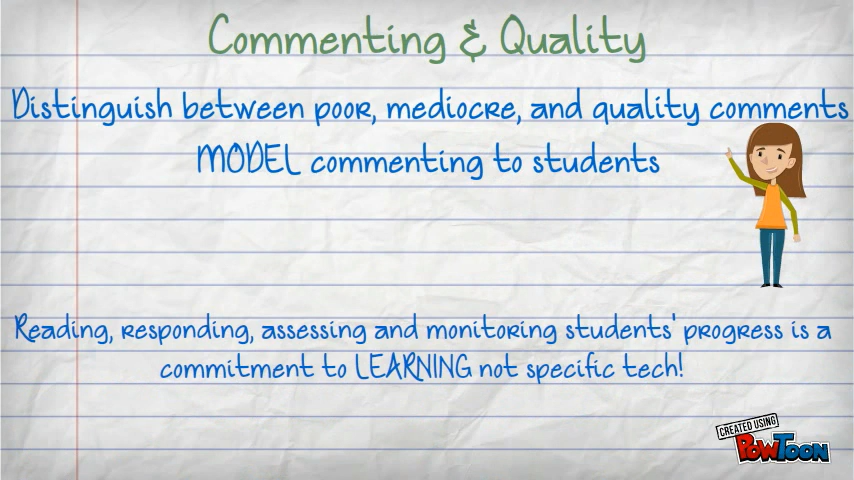 Commenting & Quality
Distinguish between poor, mediocre, and quality comments
MODEL commenting to students
Reading, responding, assessing and monitoring students' progress is a
commitment to LEARNING not specific tech!
CREATED USING
POWTOON